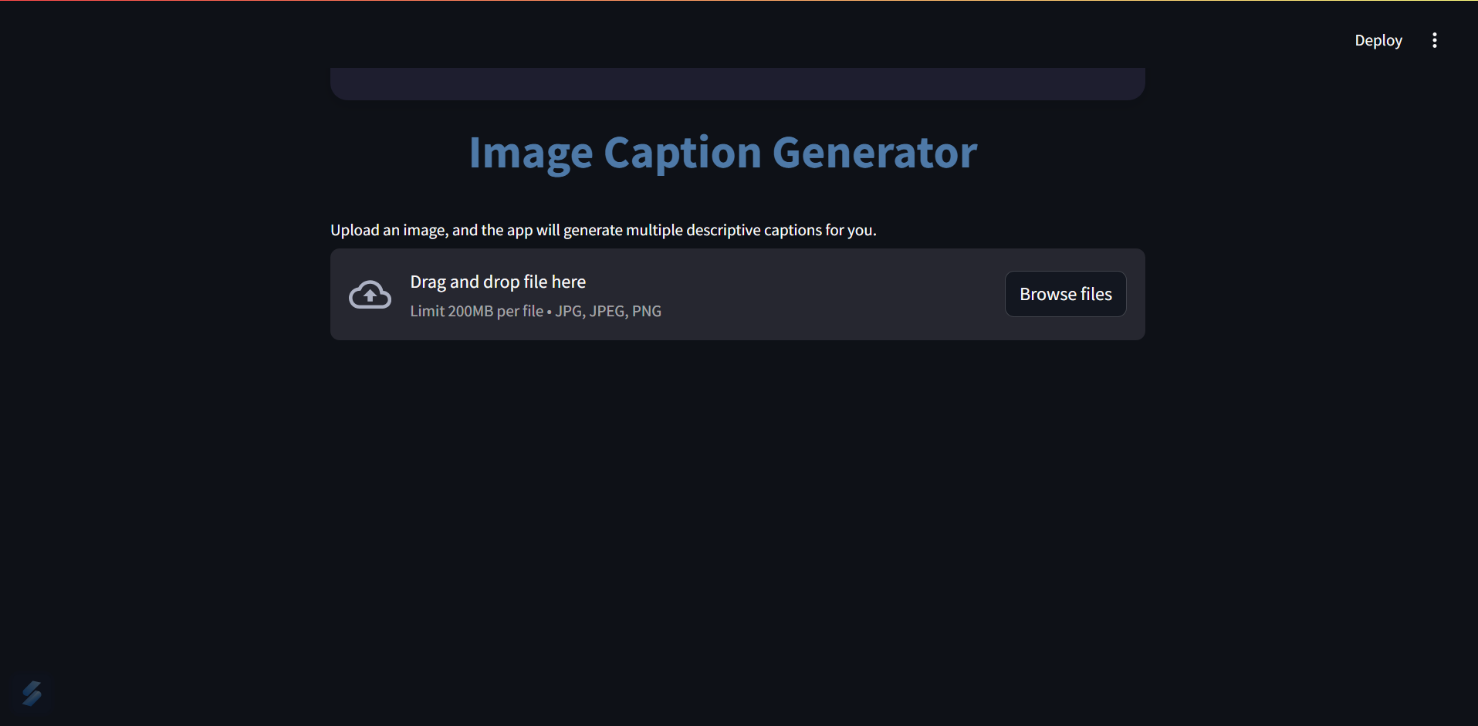 Deploy
Image Caption Generator
Upload an image, and the app will generate multiple descriptive captions for you.
Drag and drop file here
Limit 200MB per file • JPG, JPEG, PNG
Browse files